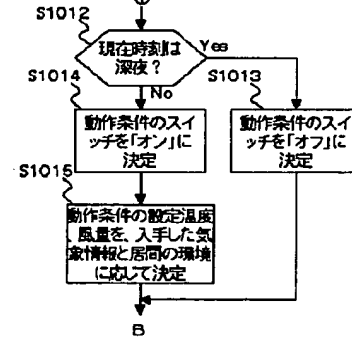 S1012
現在時刻は
深夜？
Yes
No
S1014
動作条件のスイ
ッチを「オン」に
決定
S1013
動作条件のスイ
ッチを「オフ」に
決定
S1015
動作条件の設定温度
、風量を、入手した気
象情報と居間の環境
に応じて決定
B